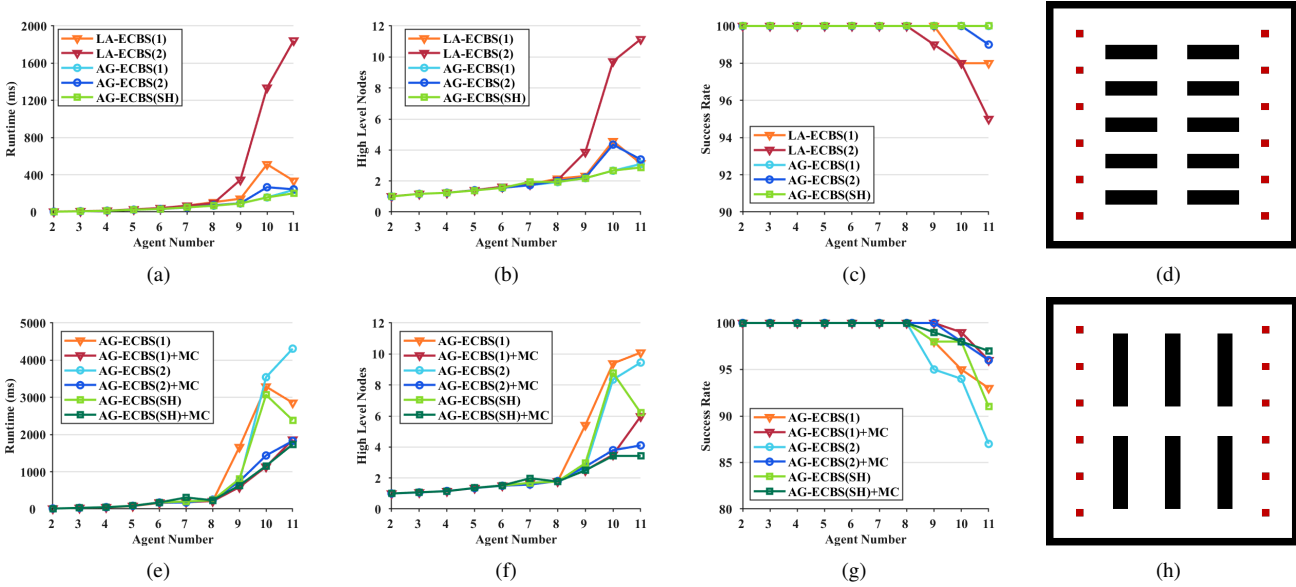 2000
1600
1200
800
400
0
Runtime (ms)
LA-ECBS(1)
LA-ECBS(2)
AG-ECBS(1)
AG-ECBS(2)
AG-ECBS(SH)
2 3 4 5 6 7 8 9 10 11
Agent Number
(a)
12
10
8
6
4
2
0
High Level Nodes
LA-ECBS(1)
LA-ECBS(2)
AG-ECBS(1)
AG-ECBS(2)
AG-ECBS(SH)
2 3 4 5 6 7 8 9 10 11
Agent Number
(b)
100
98
96
94
92
90
Success Rate
LA-ECBS(1)
LA-ECBS(2)
AG-ECBS(1)
AG-ECBS(2)
AG-ECBS(SH)
2 3 4 5 6 7 8 9 10 11
Agent Number
(c)
(d)
5000
4000
3000
2000
1000
0
Runtime (ms)
AG-ECBS(1)
AG-ECBS(1)+MC
AG-ECBS(2)
AG-ECBS(2)+MC
AG-ECBS(SH)
AG-ECBS(SH)+MC
2 3 4 5 6 7 8 9 10 11
Agent Number
(e)
12
10
8
6
4
2
0
High Level Nodes
AG-ECBS(1)
AG-ECBS(1)+MC
AG-ECBS(2)
AG-ECBS(2)+MC
AG-ECBS(SH)
AG-ECBS(SH)+MC
2 3 4 5 6 7 8 9 10 11
Agent Number
(f)
100
95
90
85
80
Success Rate
AG-ECBS(1)
AG-ECBS(1)+MC
AG-ECBS(2)
AG-ECBS(2)+MC
AG-ECBS(SH)
AG-ECBS(SH)+MC
2 3 4 5 6 7 8 9 10 11
Agent Number
(g)
(h)